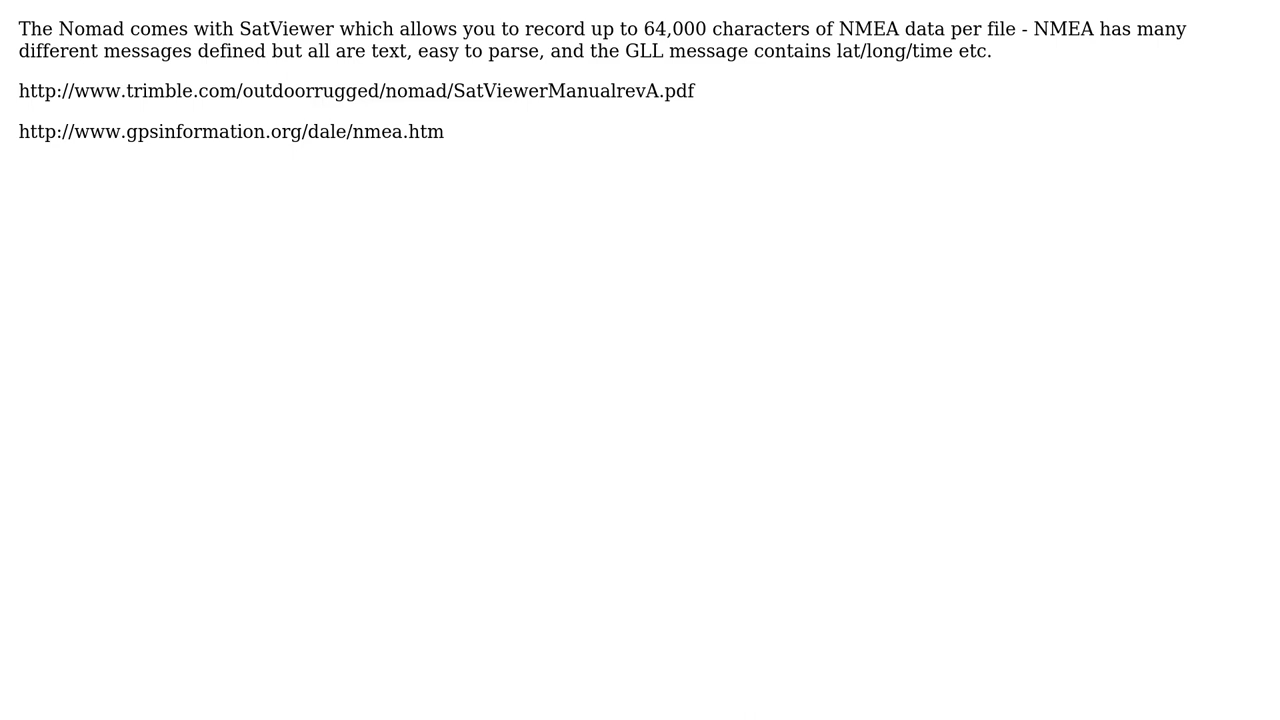 The Nomad comes with SatViewer which allows you to record up to 64,000 characters of NMEA data per file - NMEA has many
different messages defined but all are text, easy to parse, and the GLL message contains lat/long/time etc.
http://www.trimble.com/outdoorrugged/nomad/SatViewerManualrevA.pdf
http://www.gpsinformation.org/dale/nmea.htm